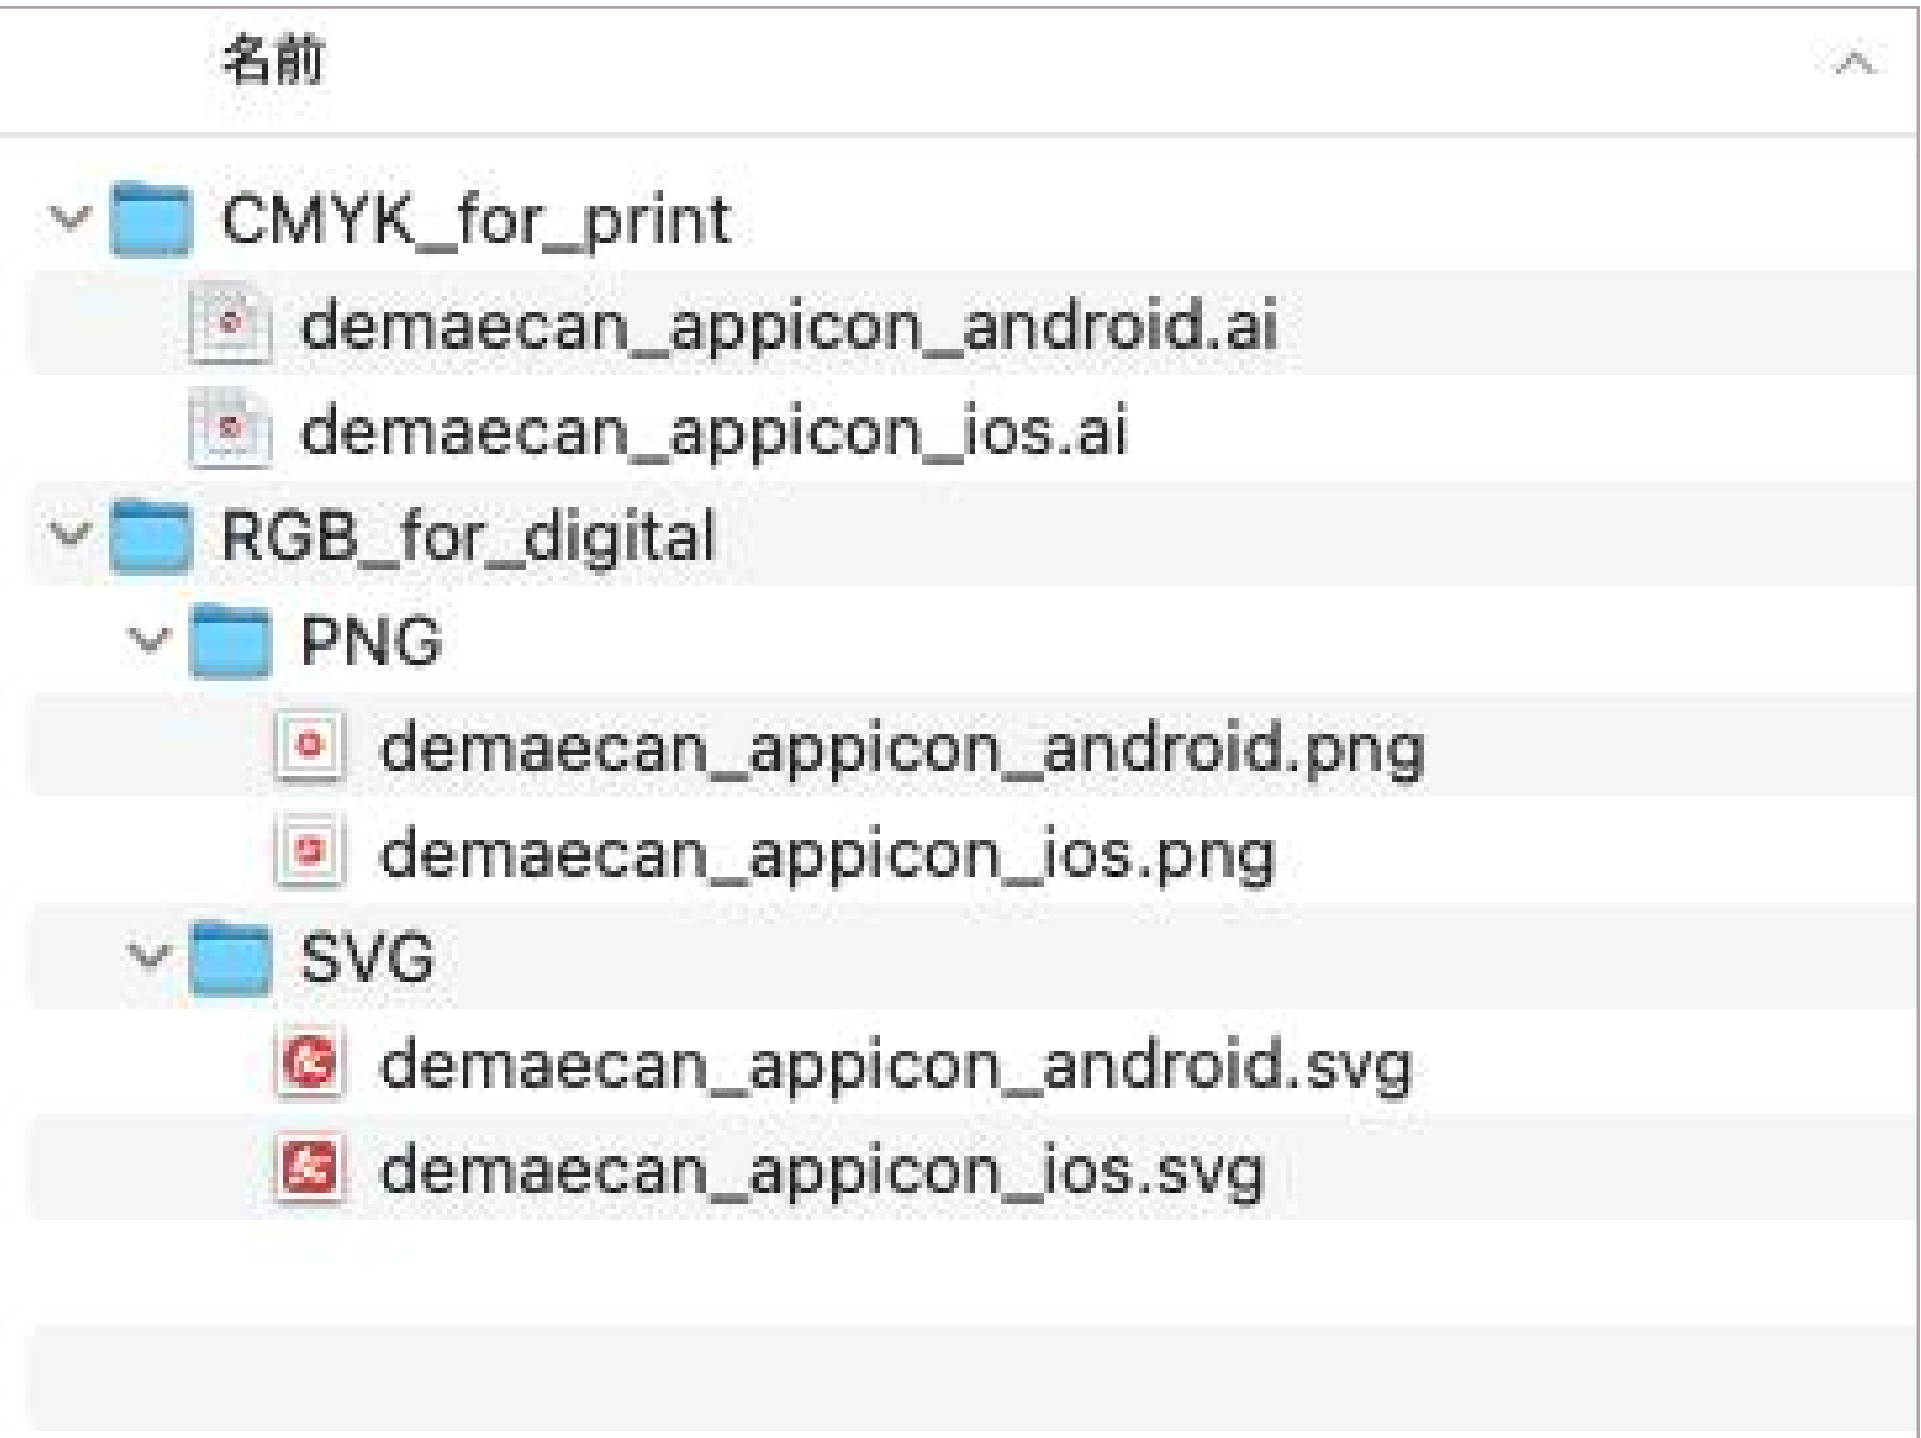 名前
CMYK_for_print
demaecan_appicon_android.ai
demaecan_appicon_ios.ai
RGB_for_digital
PNG
demaecan_appicon_android.png
demaecan_appicon_ios.png
SVG
demaecan_appicon_android.svg
demaecan_appicon_ios.svg